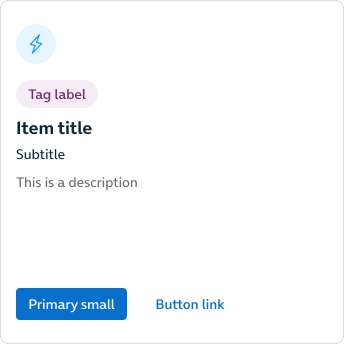 Tag label
Item title
Subtitle
This is a description
Primary small
Button link